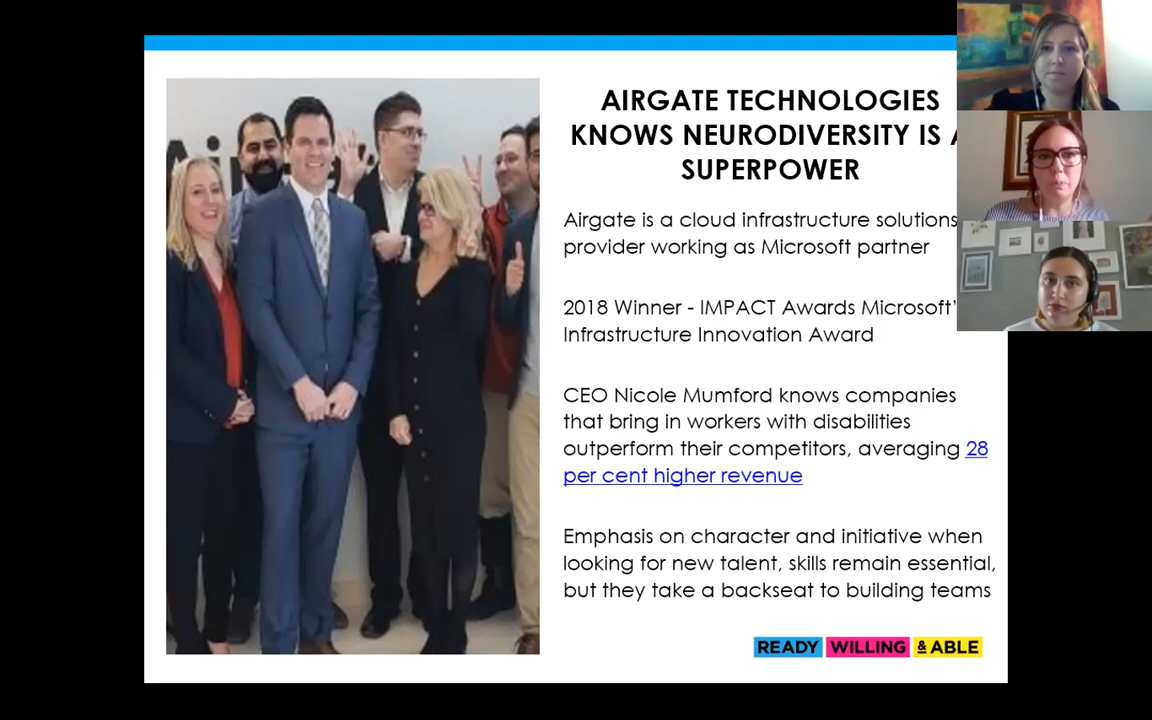 AIRGATE TECHNOLOGIES
KNOWS NEURODIVERSITY IS A
SUPERPOWER
Airgate is a cloud infrastructure solutions
provider working as Microsoft partner
2018 Winner - IMPACT Awards Microsoft'
Infrastructure Innovation Award
CEO Nicole Mumford knows companies
that bring in workers with disabilities
outperform their competitors, averaging 28
per cent higher revenue
Emphasis on character and initiative when
looking for new talent, skills remain essential,
but they take a backseat to building teams
READY WILLING & ABLE